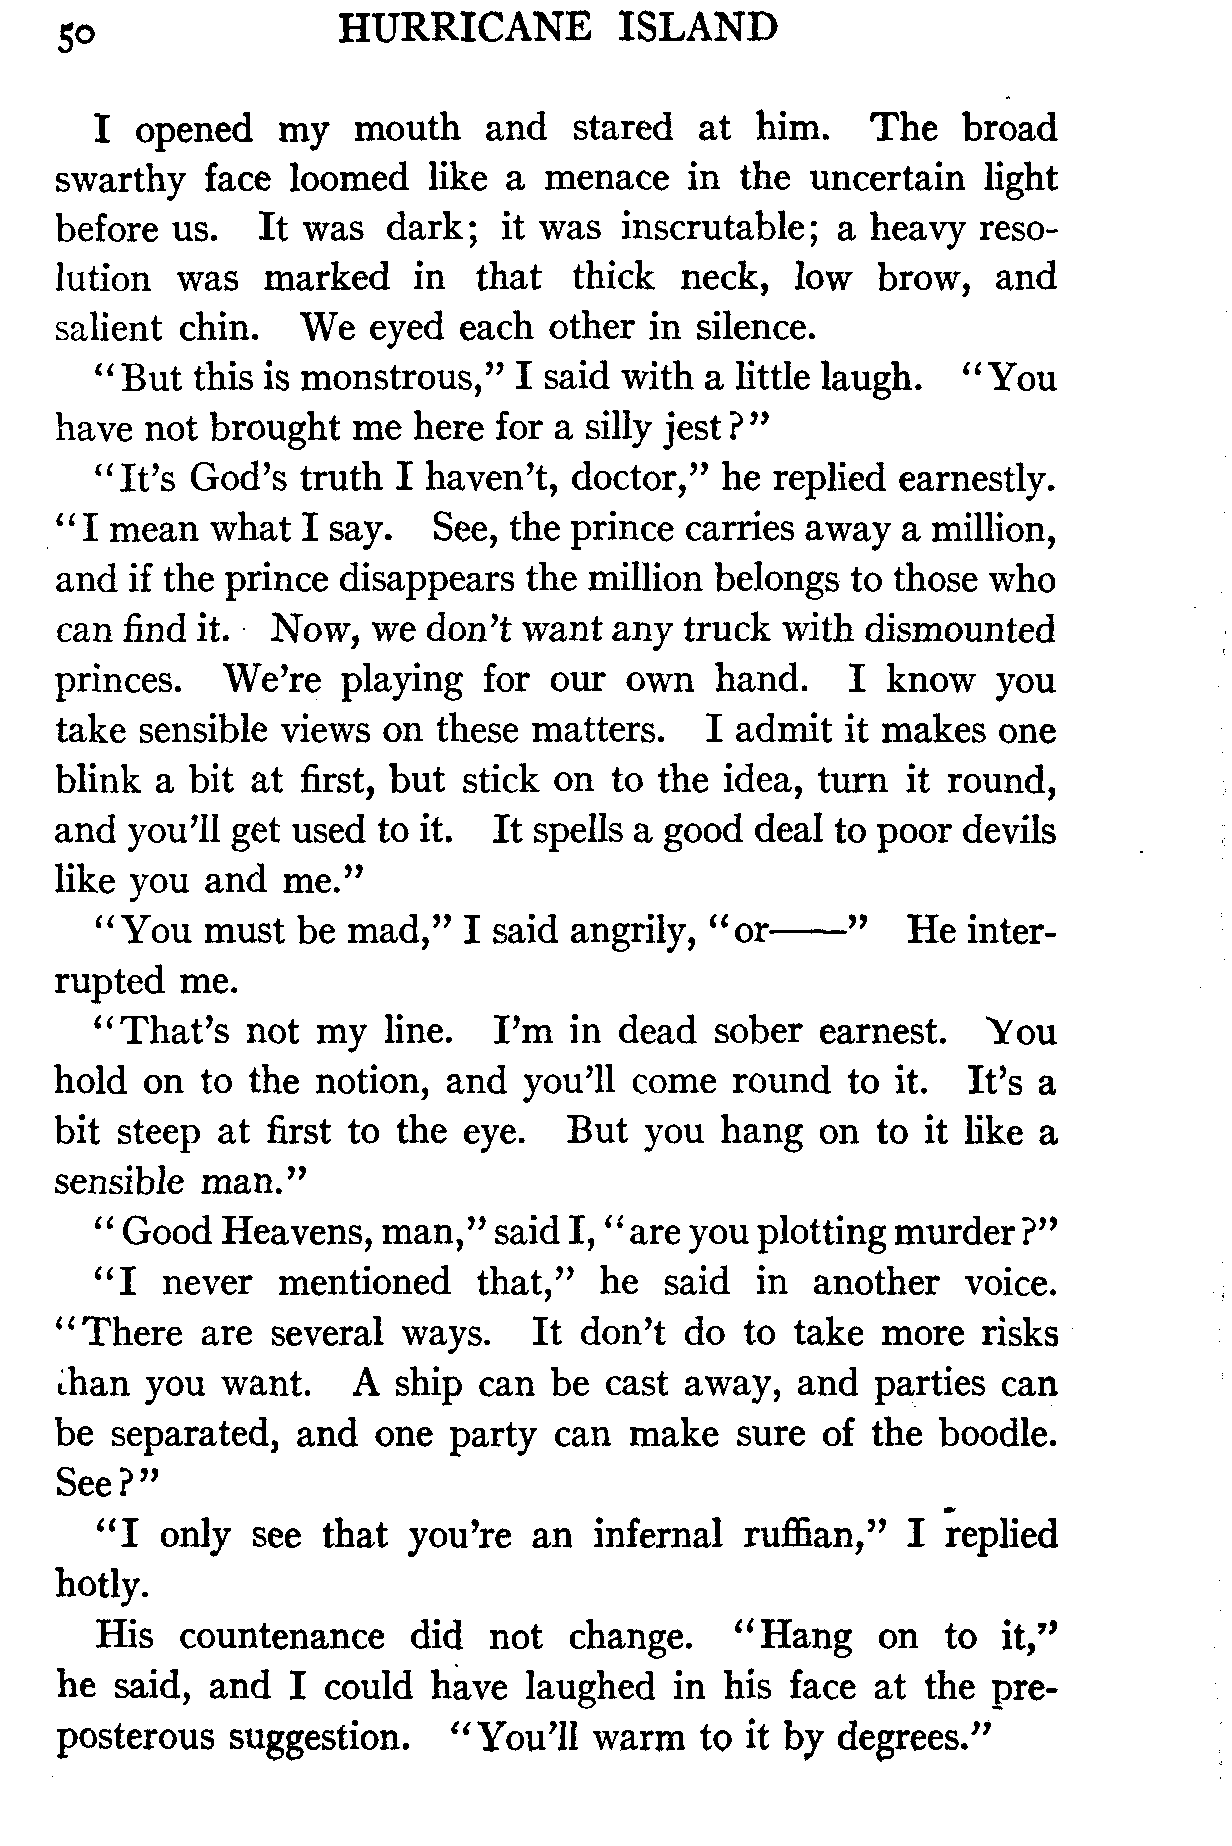 50 HURRICANE ISLAND
I opened my mouth and stared at him. The broad
swarthy face loomed like a menace in the uncertain light
before us. It was dark; it was inscrutable; a heavy reso-
lution was marked in that thick neck, low brow, and
salient chin. We eyed each other in silence.
"But this is monstrous," I said with a little laugh. "You
have not brought me here for a silly jest?"
"It's God's truth I haven't, doctor," he replied earnestly.
"I mean what I say. See, the prince carries away a million,
and if the prince disappears the million belongs to those who
can find it. Now, we don't want any truck with dismounted
princes. We're playing for our own hand. I know you
take sensible views on these matters. I admit it makes one
blink a bit at first, but stick on to the idea, turn it round,
and you'll get used to it. It spells a good deal to poor devils
like you and me."
"You must be mad," I said angrily, "or——" He inter-
rupted me.
"That's not my line. I'm in dead sober earnest. You
hold on to the notion, and you'll come round to it. It's a
bit steep at first to the eye. But you hang on to it like a
sensible man."
"Good Heavens, man," said I, "are you plotting murder?"
"I never mentioned that," he said in another voice.
"There are several ways. It don't do to take more risks
than you want. A ship can be cast away, and parties can
be separated, and one party can make sure of the boodle.
See?"
"I only see that you're an infernal ruffian," I replied
hotly.
His countenance did not change. "Hang on to it,"
he said, and I could have laughed in his face at the pre-
posterous suggestion. "You'll warm to it by degrees."